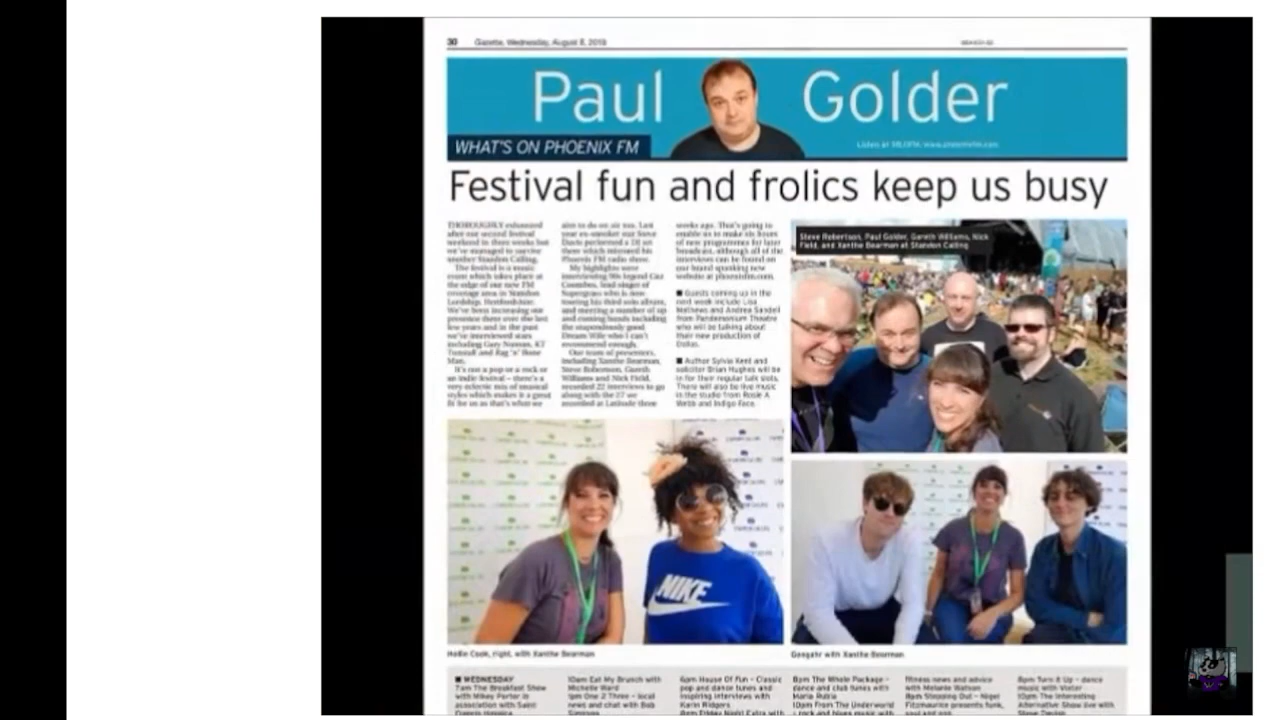 30 Gazette, Wednesday, August 8, 2018
Paul Golder
WHAT'S ON PHOENIX FM
Listen at 98.0FM, www.phoenixfm.com
Festival fun and frolics keep us busy
THOROUGHLY exhausted
after our second festival
weekend in three weeks but
we've managed to survive
another Standon Calling.
The festival is a music
event which takes place at
the edge of our new FM
coverage area in Standon
Lordship, Hertfordshire.
We've been increasing our
presence there over the last
few years and in the past
we've interviewed stars
including Gary Numan, KT
Tunstall and Rag 'n' Bone
Man.
It's not a pop or a rock or
an indie festival – there's a
very eclectic mix of musical
styles which makes it a great
fit for us as that's what we
aim to do on air too. Last
year ex-snooker star Steve
Davis performed a DJ set
there which mirrored his
Phoenix FM radio show.
My highlights were
interviewing 90s legend Gaz
Coombes, lead singer of
Supergrass who is now
touring his third solo album,
and meeting a number of up
and coming bands including
the stupendously good
Dream Wife who I can't
recommend enough.
Our team of presenters,
including Xanthe Bearman,
Steve Robertson, Gareth
Williams and Nick Field,
recorded 22 interviews to go
along with the 27 we
recorded at Latitude three
weeks ago. That's going to
enable us to make six hours
of new programmes for later
broadcast, although all of the
interviews can be found on
our brand spanking new
website at phoenixfm.com.
■ Guests coming up in the
next week include Lisa
Mathews and Andrea Sandell
from Pandemonium Theatre
who will be talking about
their new production of
■ Author Sylvia Kent and
solicitor Brian Hughes will be
in for their regular talk slots.
There will also be live music
in the studio from Rosie A
Webb and Indigo Face.
Steve Robertson, Paul Golder, Gareth Williams, Nick
Field, and Xanthe Bearman at Standon Calling
NIKE
Hollie Cook, right, with Xanthe Bearman
Gengahr with Xanthe Bearman
■ WEDNESDAY
7am The Breakfast Show
with Mikey Porter in
association with Saint
Francis Hospice
10am Eat My Brunch with
Michelle Ward
1pm One 2 Three – local
news and chat with Bob
Simpson
6pm House Of Fun – Classic
pop and dance tunes and
inspiring interviews with
Karin Ridgers
8pm The Whole Package –
dance and club tunes with
Maria Rubia
10pm From The Underworld
– rock and blues music with
fitness news and advice
with Melanie Watson
8pm Stepping Out – Nigel
Fitzmaurice presents funk,
soul and pop
8pm Turn It Up – dance
music with Vixter
10pm The Interesting
Alternative Show live with
Steve Davis